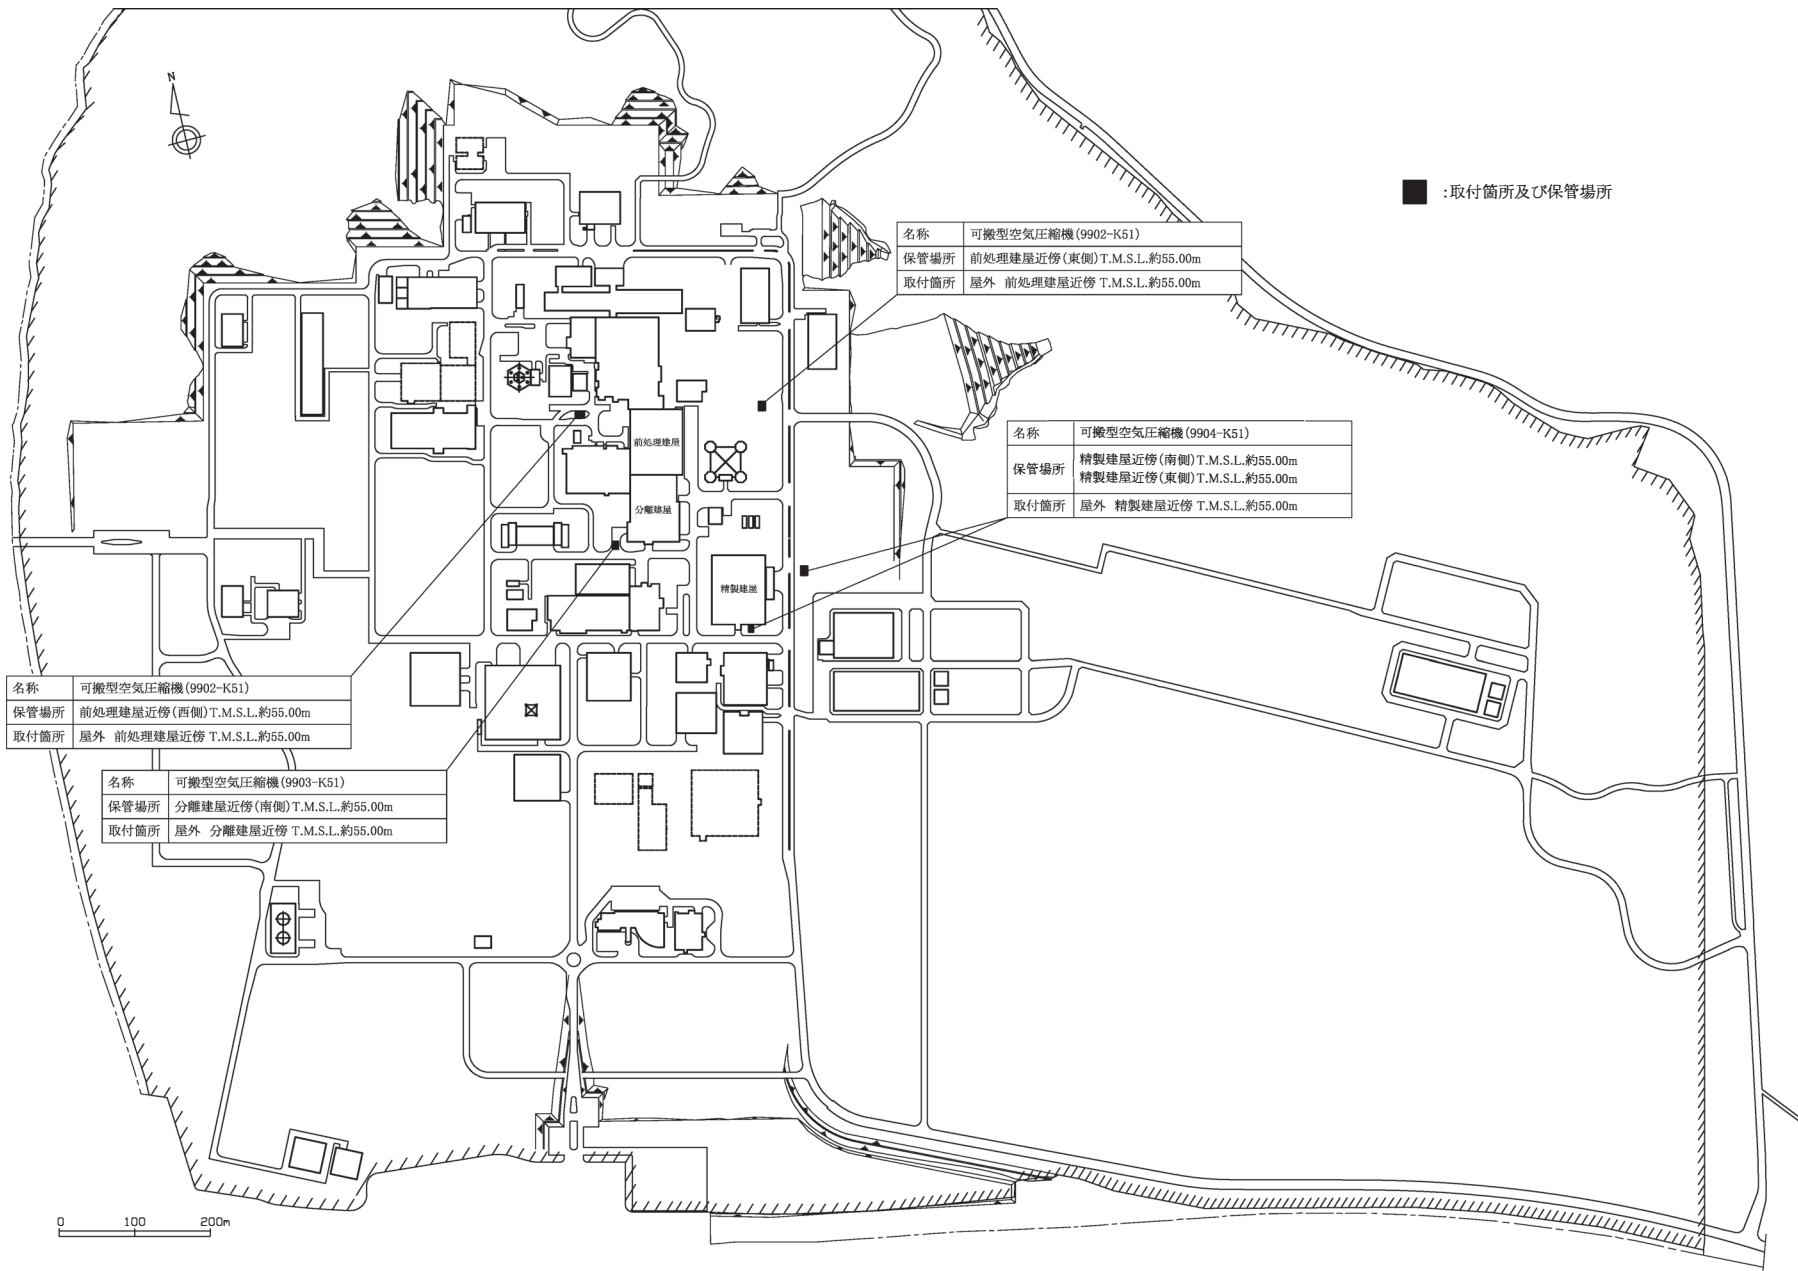 N
■ :取付箇所及び保管場所
名称 可搬型空気圧縮機(9902-K51)
保管場所 前処理建屋近傍(東側)T.M.S.L.約55.00m
取付箇所 屋外 前処理建屋近傍 T.M.S.L.約55.00m
名称 可搬型空気圧縮機(9904-K51)
保管場所 精製建屋近傍(南側)T.M.S.L.約55.00m
精製建屋近傍(東側)T.M.S.L.約55.00m
取付箇所 屋外 精製建屋近傍 T.M.S.L.約55.00m
前処理建屋
分離建屋
精製建屋
名称 可搬型空気圧縮機(9902-K51)
保管場所 前処理建屋近傍(西側)T.M.S.L.約55.00m
取付箇所 屋外 前処理建屋近傍 T.M.S.L.約55.00m
名称 可搬型空気圧縮機(9903-K51)
保管場所 分離建屋近傍(南側)T.M.S.L.約55.00m
取付箇所 屋外 分離建屋近傍 T.M.S.L.約55.00m
0 100 200m